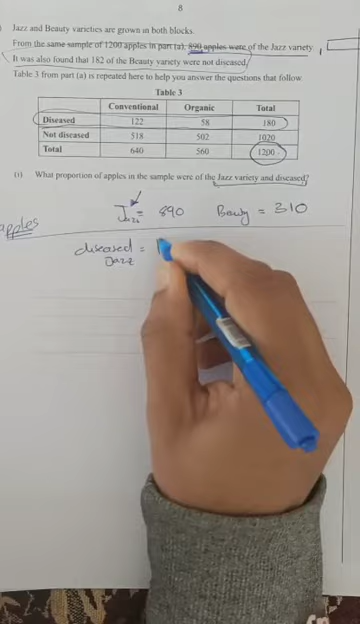 8
Jazz and Beauty varieties are grown in both blocks.
From the same sample of 1200 apples in part (a), 890 apples were of the Jazz variety.
It was also found that 182 of the Beauty variety were not diseased.
Table 3 from part (a) is repeated here to help you answer the questions that follow.
Table 3
Conventional Organic Total
Diseased 122 58 180
Not diseased 518 502 1020
Total 640 560 1200
(i) What proportion of apples in the sample were of the Jazz variety and diseased?
Jazz = 890 Beauty = 310
apples
diseased =
Jazz